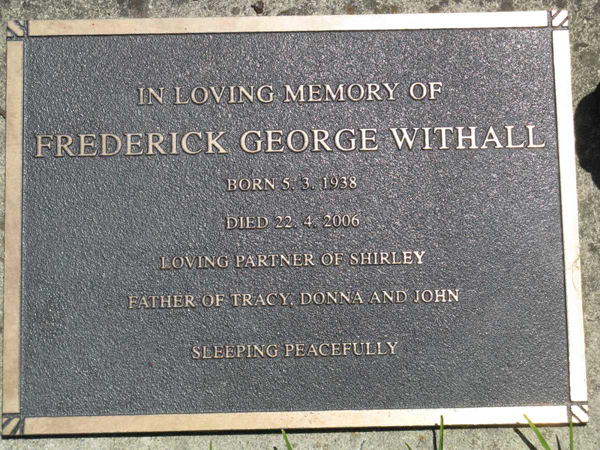 IN LOVING MEMORY OF
FREDERICK GEORGE WITHALL
BORN 5. 3. 1938
DIED 22. 4. 2006
LOVING PARTNER OF SHIRLEY
FATHER OF TRACY, DONNA AND JOHN
SLEEPING PEACEFULLY